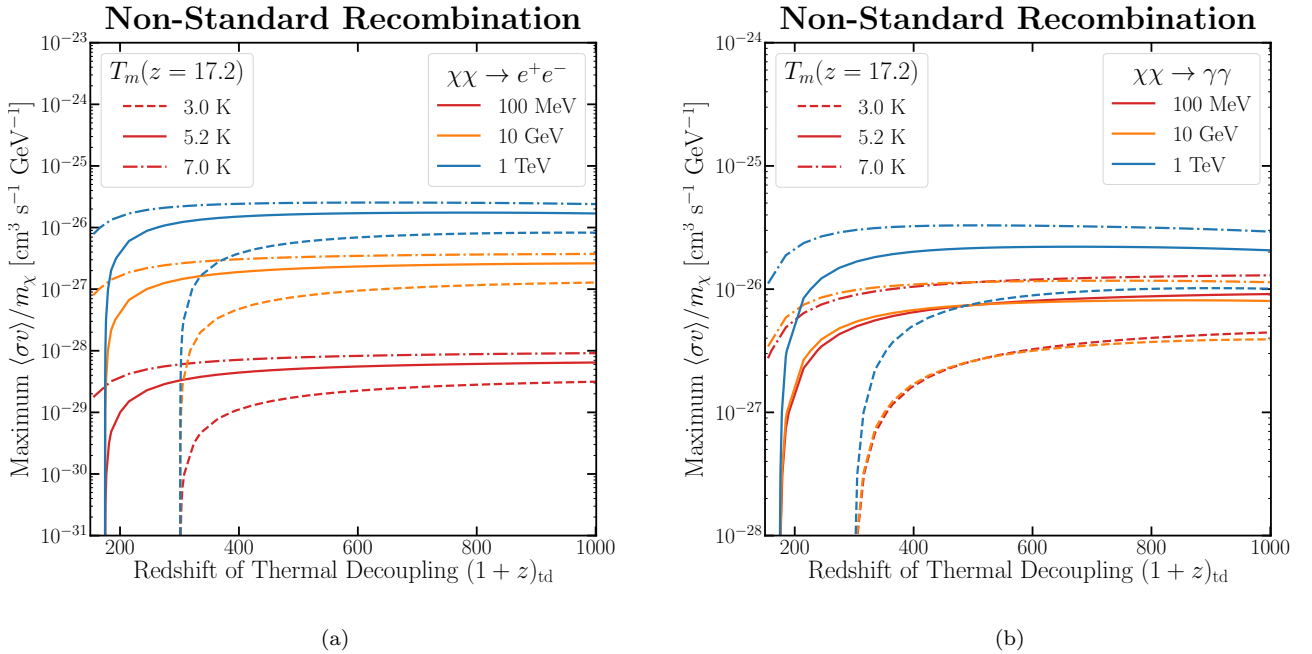 Non-Standard Recombination
10⁻²³
10⁻²⁴
10⁻²⁵
10⁻²⁶
10⁻²⁷
10⁻²⁸
10⁻²⁹
10⁻³⁰
10⁻³¹
Maximum ⟨σv⟩/m_χ [cm³ s⁻¹ GeV⁻¹]
T_m(z = 17.2)
3.0 K
5.2 K
7.0 K
χχ → e⁺e⁻
100 MeV
10 GeV
1 TeV
200 400 600 800 1000
Redshift of Thermal Decoupling (1 + z)_td
(a)
Non-Standard Recombination
10⁻²⁴
10⁻²⁵
10⁻²⁶
10⁻²⁷
10⁻²⁸
Maximum ⟨σv⟩/m_χ [cm³ s⁻¹ GeV⁻¹]
T_m(z = 17.2)
3.0 K
5.2 K
7.0 K
χχ → γγ
100 MeV
10 GeV
1 TeV
200 400 600 800 1000
Redshift of Thermal Decoupling (1 + z)_td
(b)